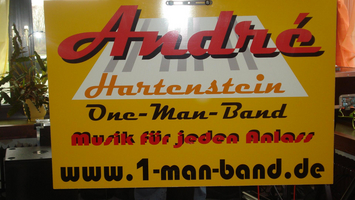 André
Hartenstein
One-Man-Band
Musik für jeden Anlass
www.1-man-band.de